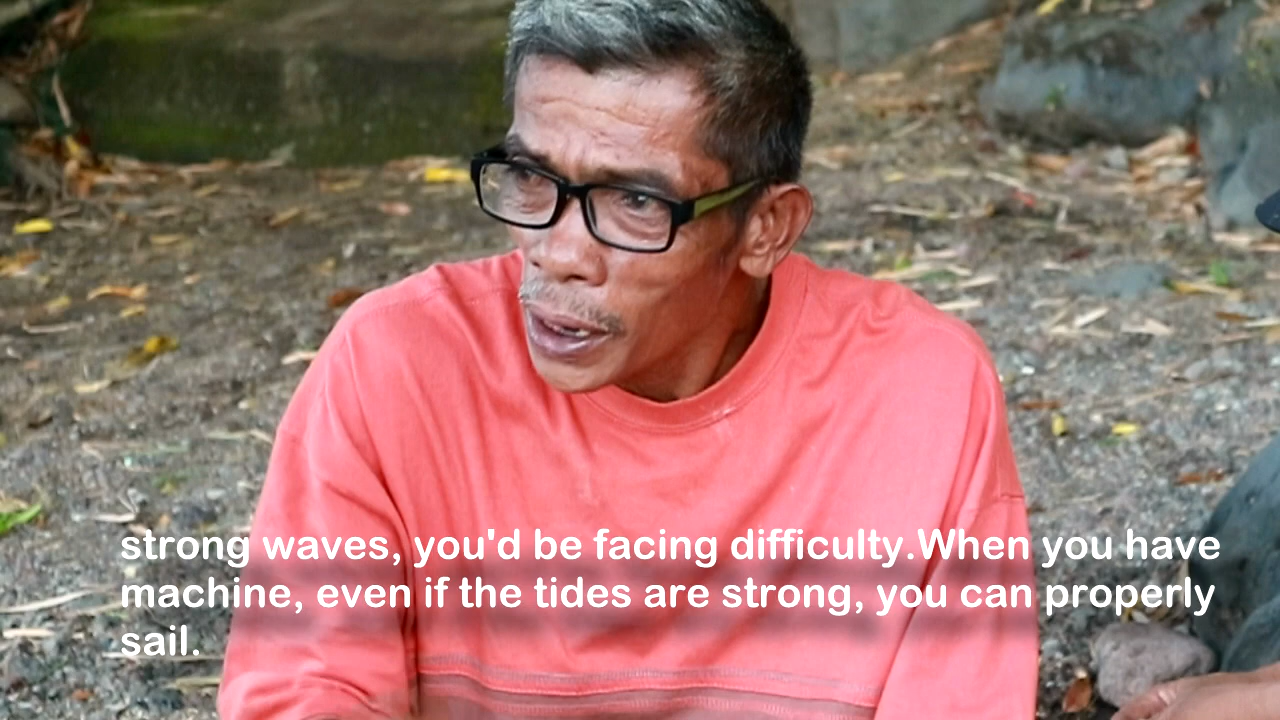 strong waves, you'd be facing difficulty.When you have
machine, even if the tides are strong, you can properly
sail.